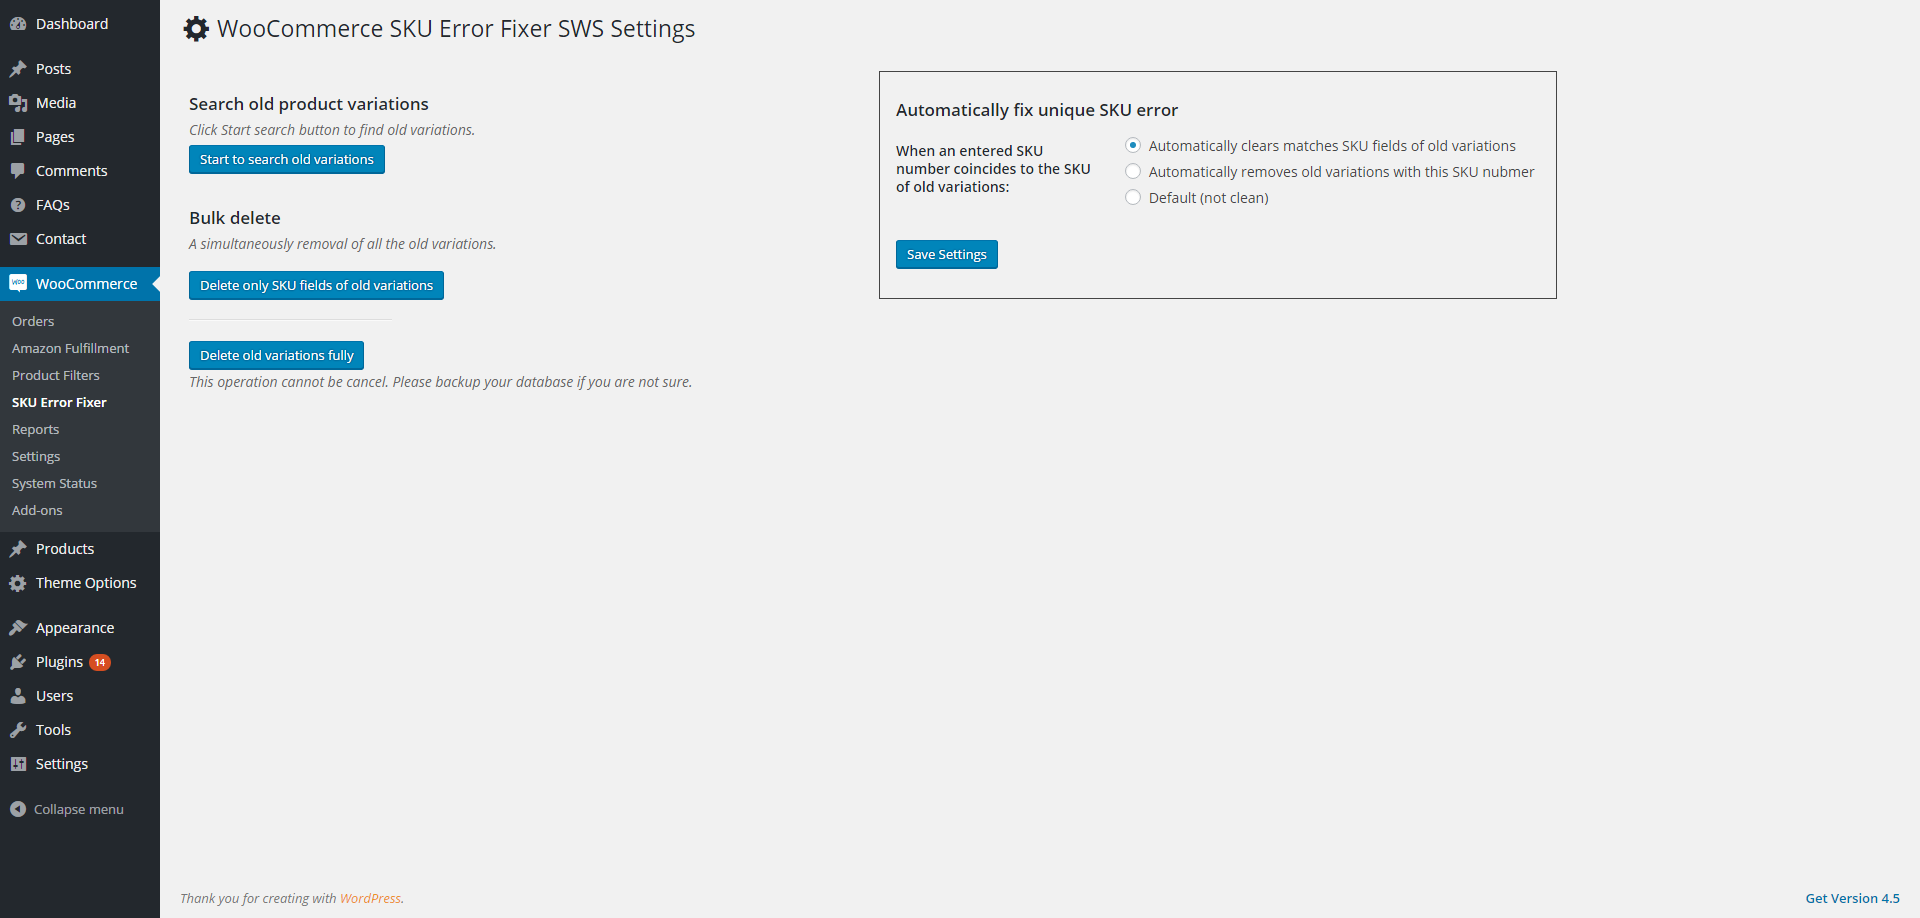 Dashboard
Posts
Media
Pages
Comments
FAQs
Contact
WooCommerce
Orders
Amazon Fulfillment
Product Filters
SKU Error Fixer
Reports
Settings
System Status
Add-ons
Products
Theme Options
Appearance
Plugins 14
Users
Tools
Settings
Collapse menu
WooCommerce SKU Error Fixer SWS Settings
Search old product variations
Click Start search button to find old variations.
Start to search old variations
Bulk delete
A simultaneously removal of all the old variations.
Delete only SKU fields of old variations
Delete old variations fully
This operation cannot be cancel. Please backup your database if you are not sure.
Automatically fix unique SKU error
When an entered SKU
number coincides to the SKU
of old variations:
Automatically clears matches SKU fields of old variations
Automatically removes old variations with this SKU nubmer
Default (not clean)
Save Settings
Thank you for creating with WordPress.
Get Version 4.5